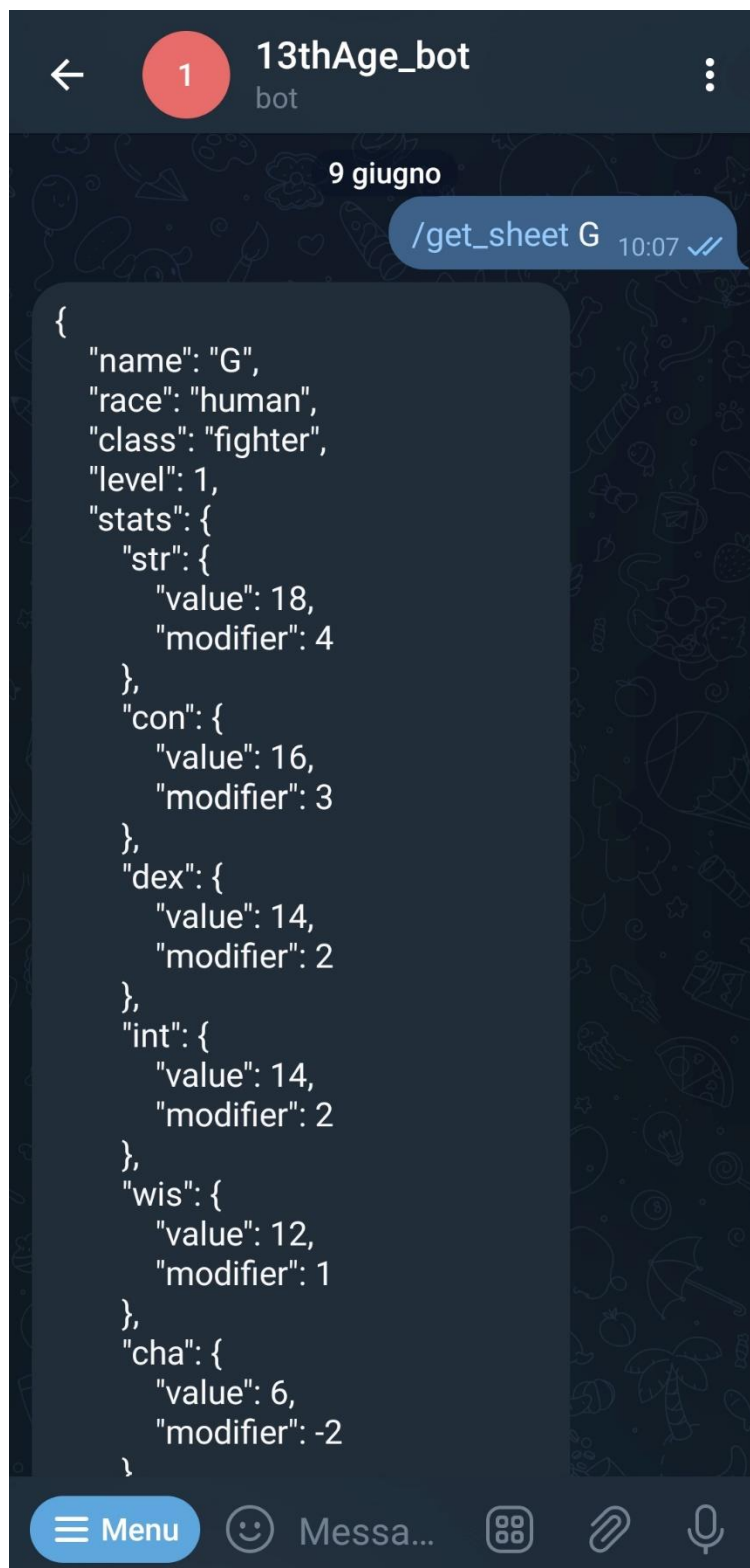 13thAge_bot
1
bot
9 giugno
/get_sheet G 10:07
{
"name": "G",
"race": "human",
"class": "fighter",
"level": 1,
"stats": {
"str": {
"value": 18,
"modifier": 4
},
"con": {
"value": 16,
"modifier": 3
},
"dex": {
"value": 14,
"modifier": 2
},
"int": {
"value": 14,
"modifier": 2
},
"wis": {
"value": 12,
"modifier": 1
},
"cha": {
"value": 6,
"modifier": -2
}
Menu
Messa...